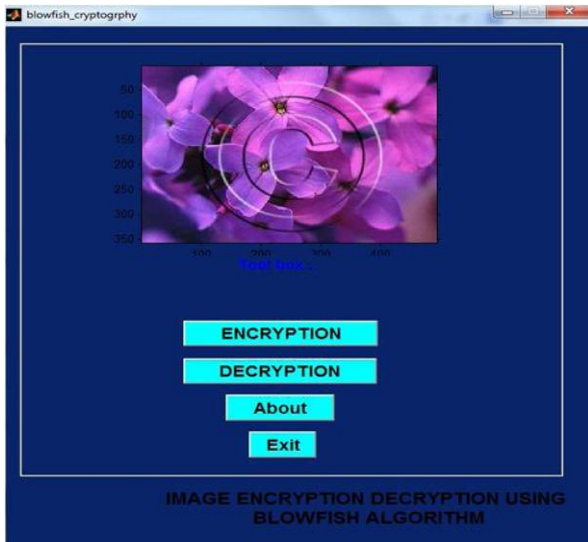 blowfish_cryptogrphy
50
100
150
200
250
300
350
100 200 300 400
Tool box .
ENCRYPTION
DECRYPTION
About
Exit
IMAGE ENCRYPTION DECRYPTION USING
BLOWFISH ALGORITHM